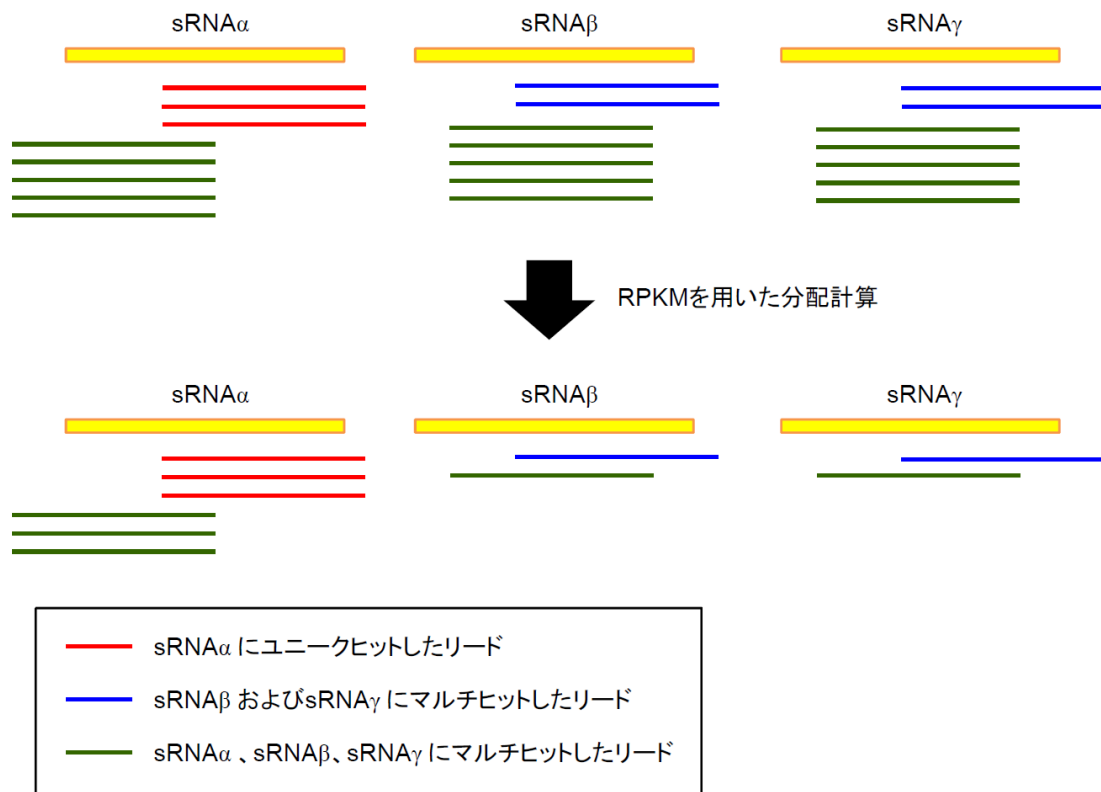 sRNAα
sRNAβ
sRNAγ
RPKMを用いた分配計算
sRNAα
sRNAβ
sRNAγ
sRNAα にユニークヒットしたリード
sRNAβ およびsRNAγ にマルチヒットしたリード
sRNAα 、sRNAβ、sRNAγ にマルチヒットしたリード